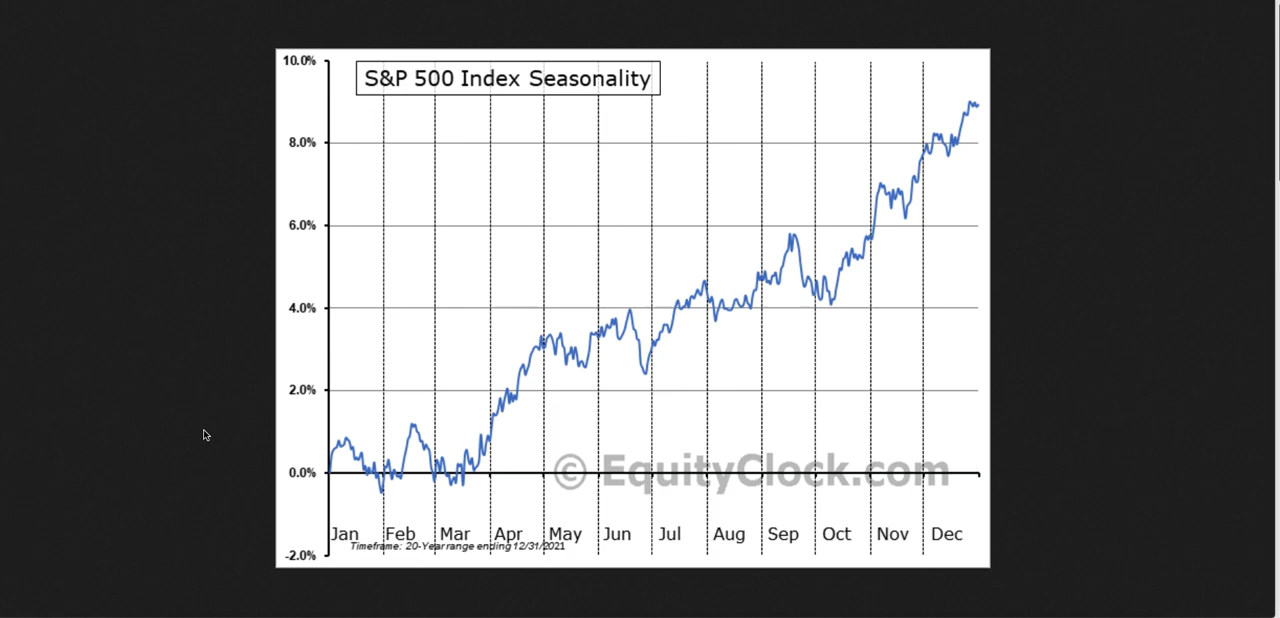 10.0%
S&P 500 Index Seasonality
8.0%
6.0%
4.0%
2.0%
0.0%
© EquityClock.com
Jan Feb Mar Apr May Jun Jul Aug Sep Oct Nov Dec
Timeframe: 20-Year range ending 12/31/2021
-2.0%